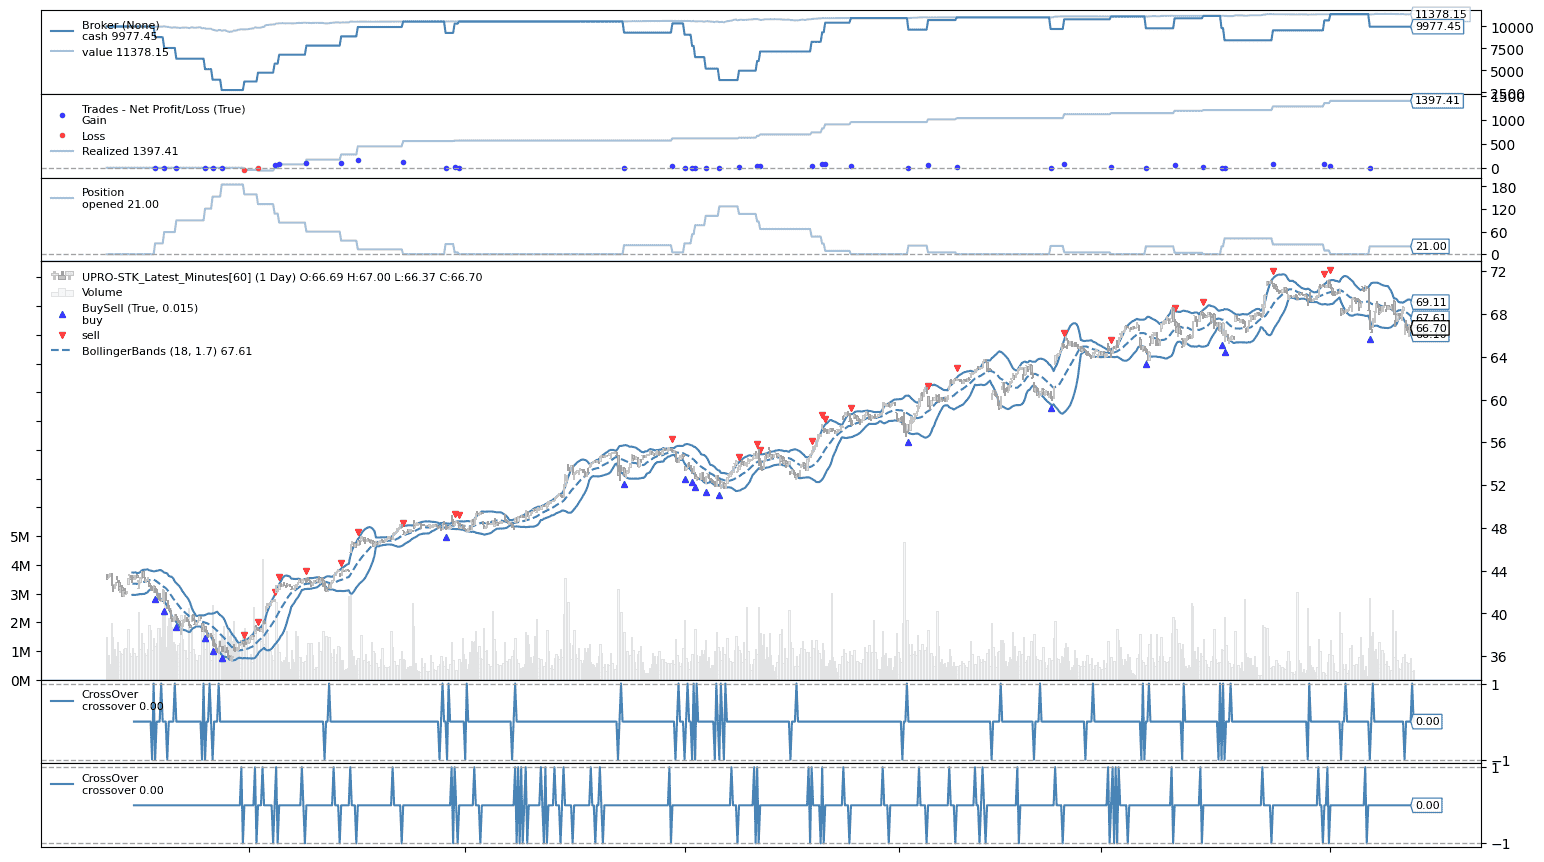 Broker (None)
cash 9977.45
value 11378.15
11378.15
9977.45
10000
7500
5000
2500
Trades - Net Profit/Loss (True)
Gain
Loss
Realized 1397.41
1397.41
1500
1000
500
0
Position
opened 21.00
21.00
180
120
60
0
UPRO-STK_Latest_Minutes[60] (1 Day) O:66.69 H:67.00 L:66.37 C:66.70
Volume
BuySell (True, 0.015)
buy
sell
BollingerBands (18, 1.7) 67.61
69.11
67.61
66.70
72
68
64
60
56
52
48
44
40
36
5M
4M
3M
2M
1M
0M
CrossOver
crossover 0.00
0.00
1
−1
CrossOver
crossover 0.00
0.00
1
−1